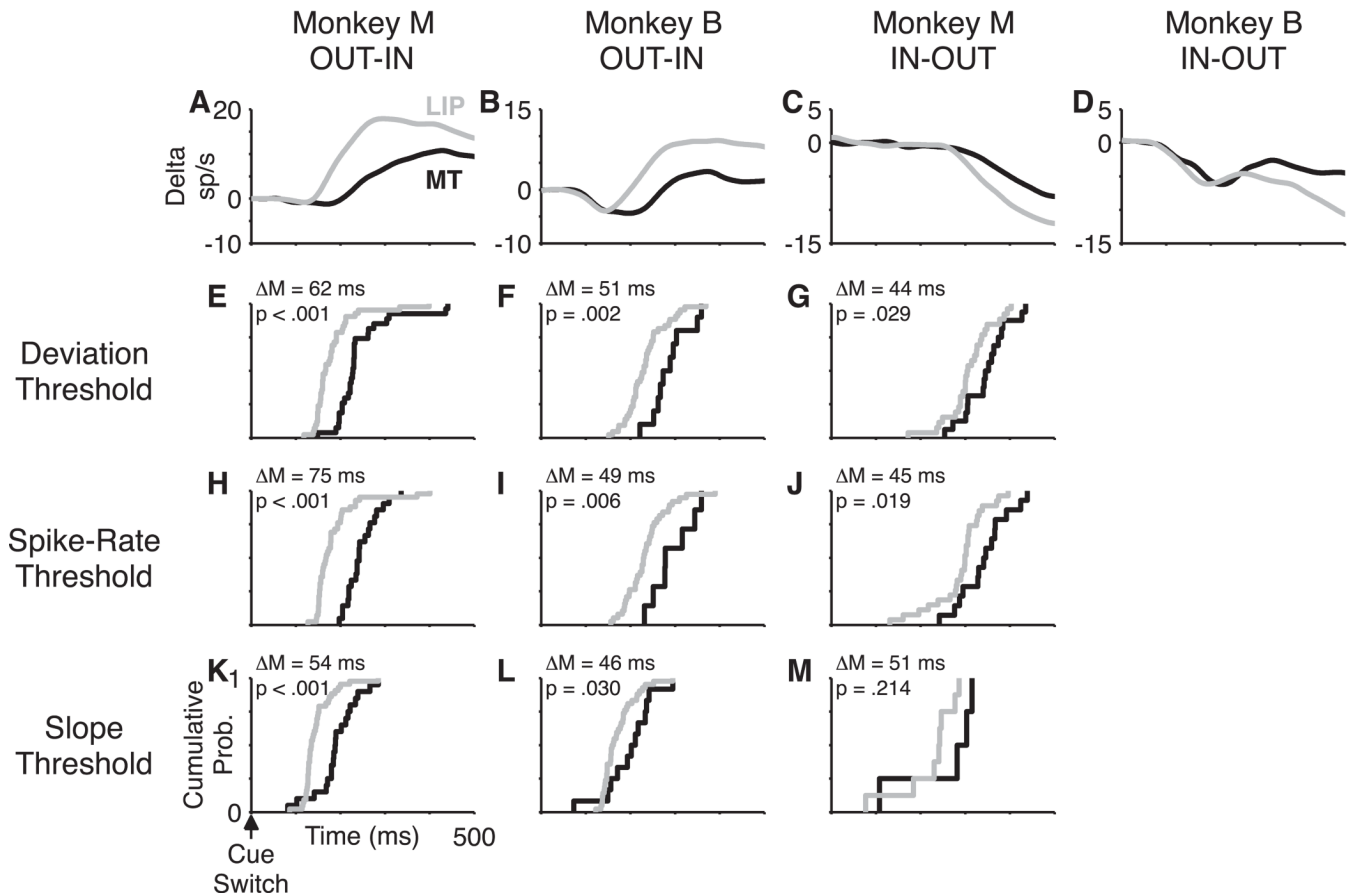 Monkey M
OUT-IN
Monkey B
OUT-IN
Monkey M
IN-OUT
Monkey B
IN-OUT
A
20
0
-10
Delta
sp/s
LIP
MT
B
15
0
-10
C
5
0
-15
D
5
0
-15
Deviation
Threshold
E
ΔM = 62 ms
p < .001
F
ΔM = 51 ms
p = .002
G
ΔM = 44 ms
p = .029
Spike-Rate
Threshold
H
ΔM = 75 ms
p < .001
I
ΔM = 49 ms
p = .006
J
ΔM = 45 ms
p = .019
Slope
Threshold
K
ΔM = 54 ms
p < .001
1
0
Cumulative
Prob.
Time (ms)
500
Cue
Switch
L
ΔM = 46 ms
p = .030
M
ΔM = 51 ms
p = .214